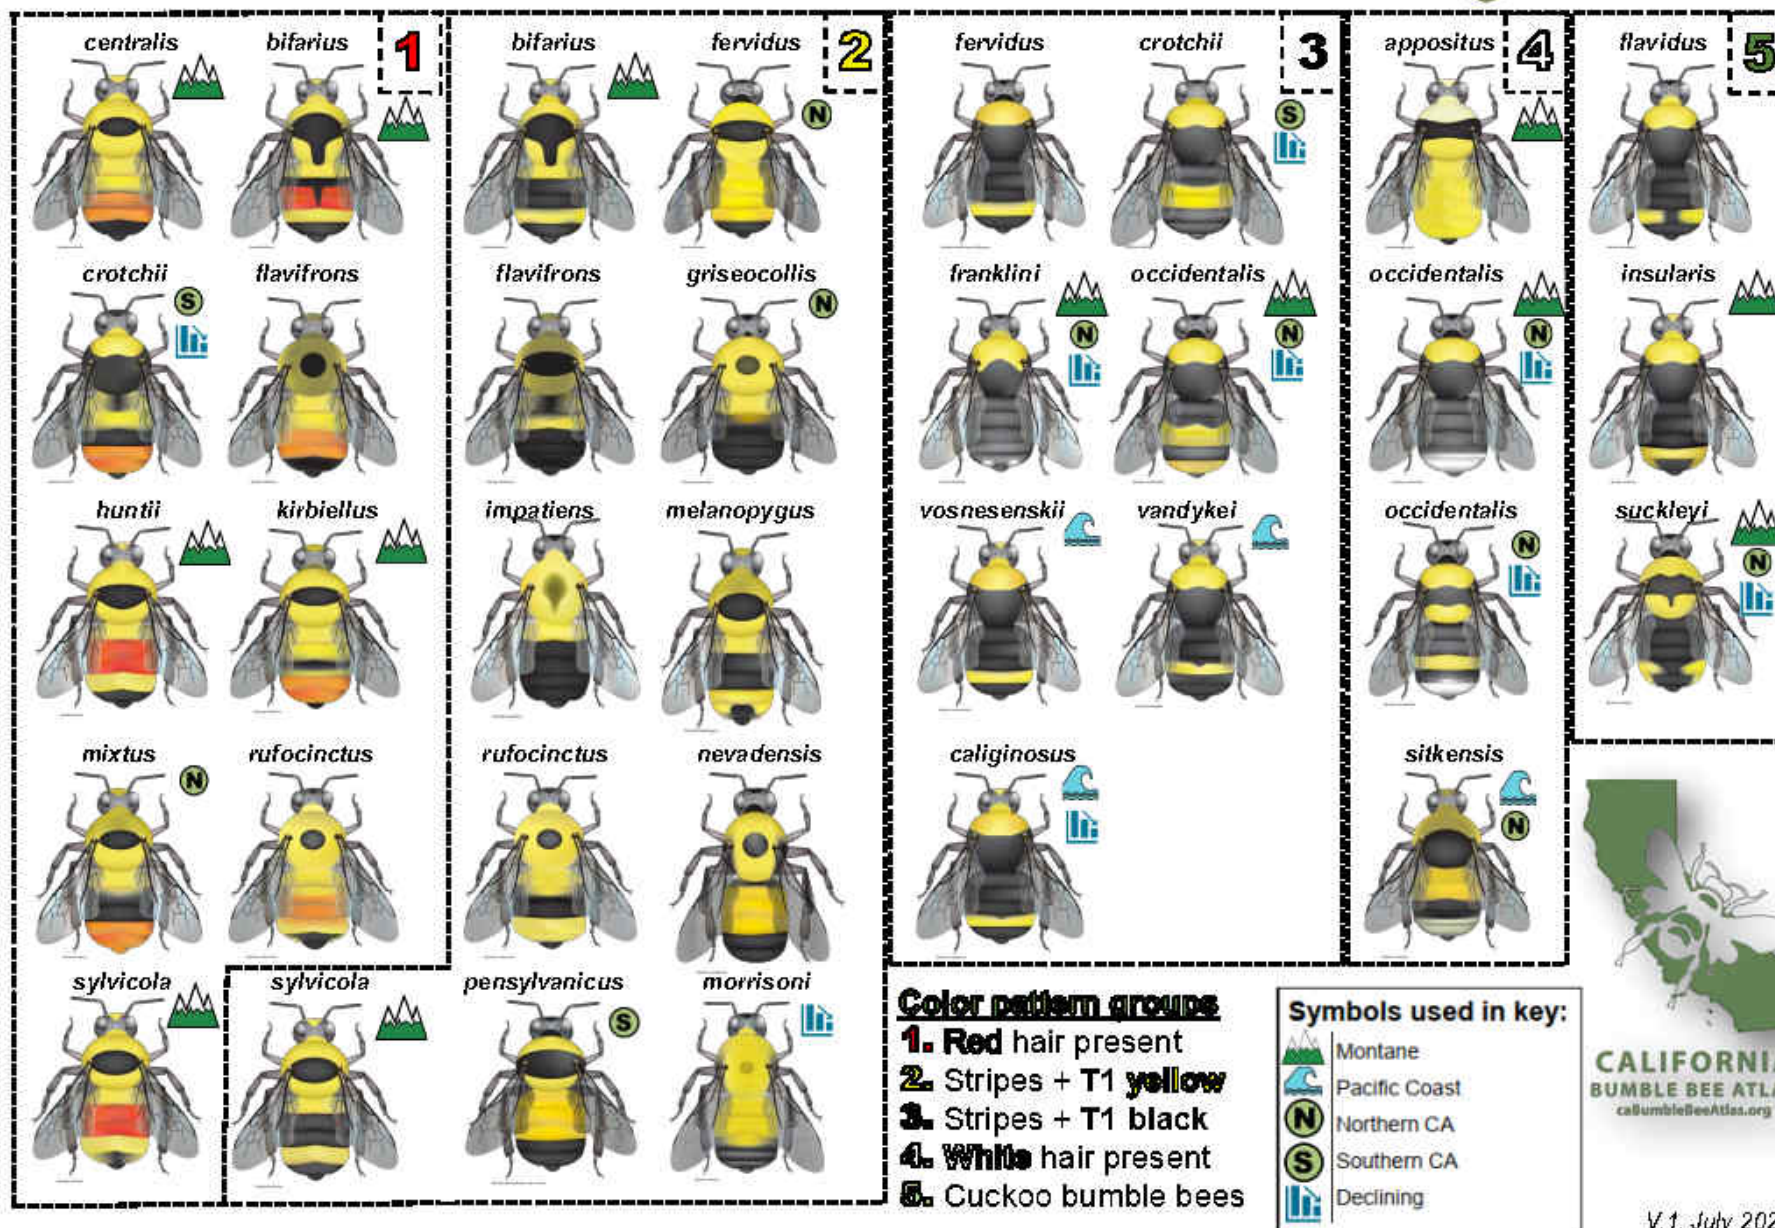 centralis bifarius 1 bifarius fervidus 2 fervidus crotchii 3 appositus 4 flavidus 5
N
S
crotchii flavifrons flavifrons griseocollis franklini occidentalis occidentalis insularis
S N N N N
huntii kirbiellus impatiens melanopygus vosnesenskii vandykei occidentalis suckleyi
N N
mixtus rufocinctus rufocinctus nevadensis caliginosus sitkensis
N N
sylvicola sylvicola pensylvanicus morrisoni
S
Color pattern groups
1. Red hair present
2. Stripes + T1 yellow
3. Stripes + T1 black
4. White hair present
5. Cuckoo bumble bees
Symbols used in key:
Montane
Pacific Coast
N Northern CA
S Southern CA
Declining
CALIFORNIA
BUMBLE BEE ATLA
caBumbleBeeAtlas.org
V.1. July 202